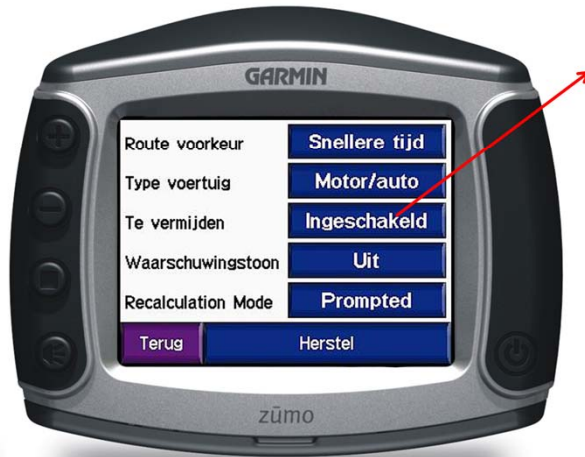 GARMIN
Route voorkeur Snellere tijd
Type voertuig Motor/auto
Te vermijden Ingeschakeld
Waarschuwingstoon Uit
Recalculation Mode Prompted
Terug Herstel
zūmo